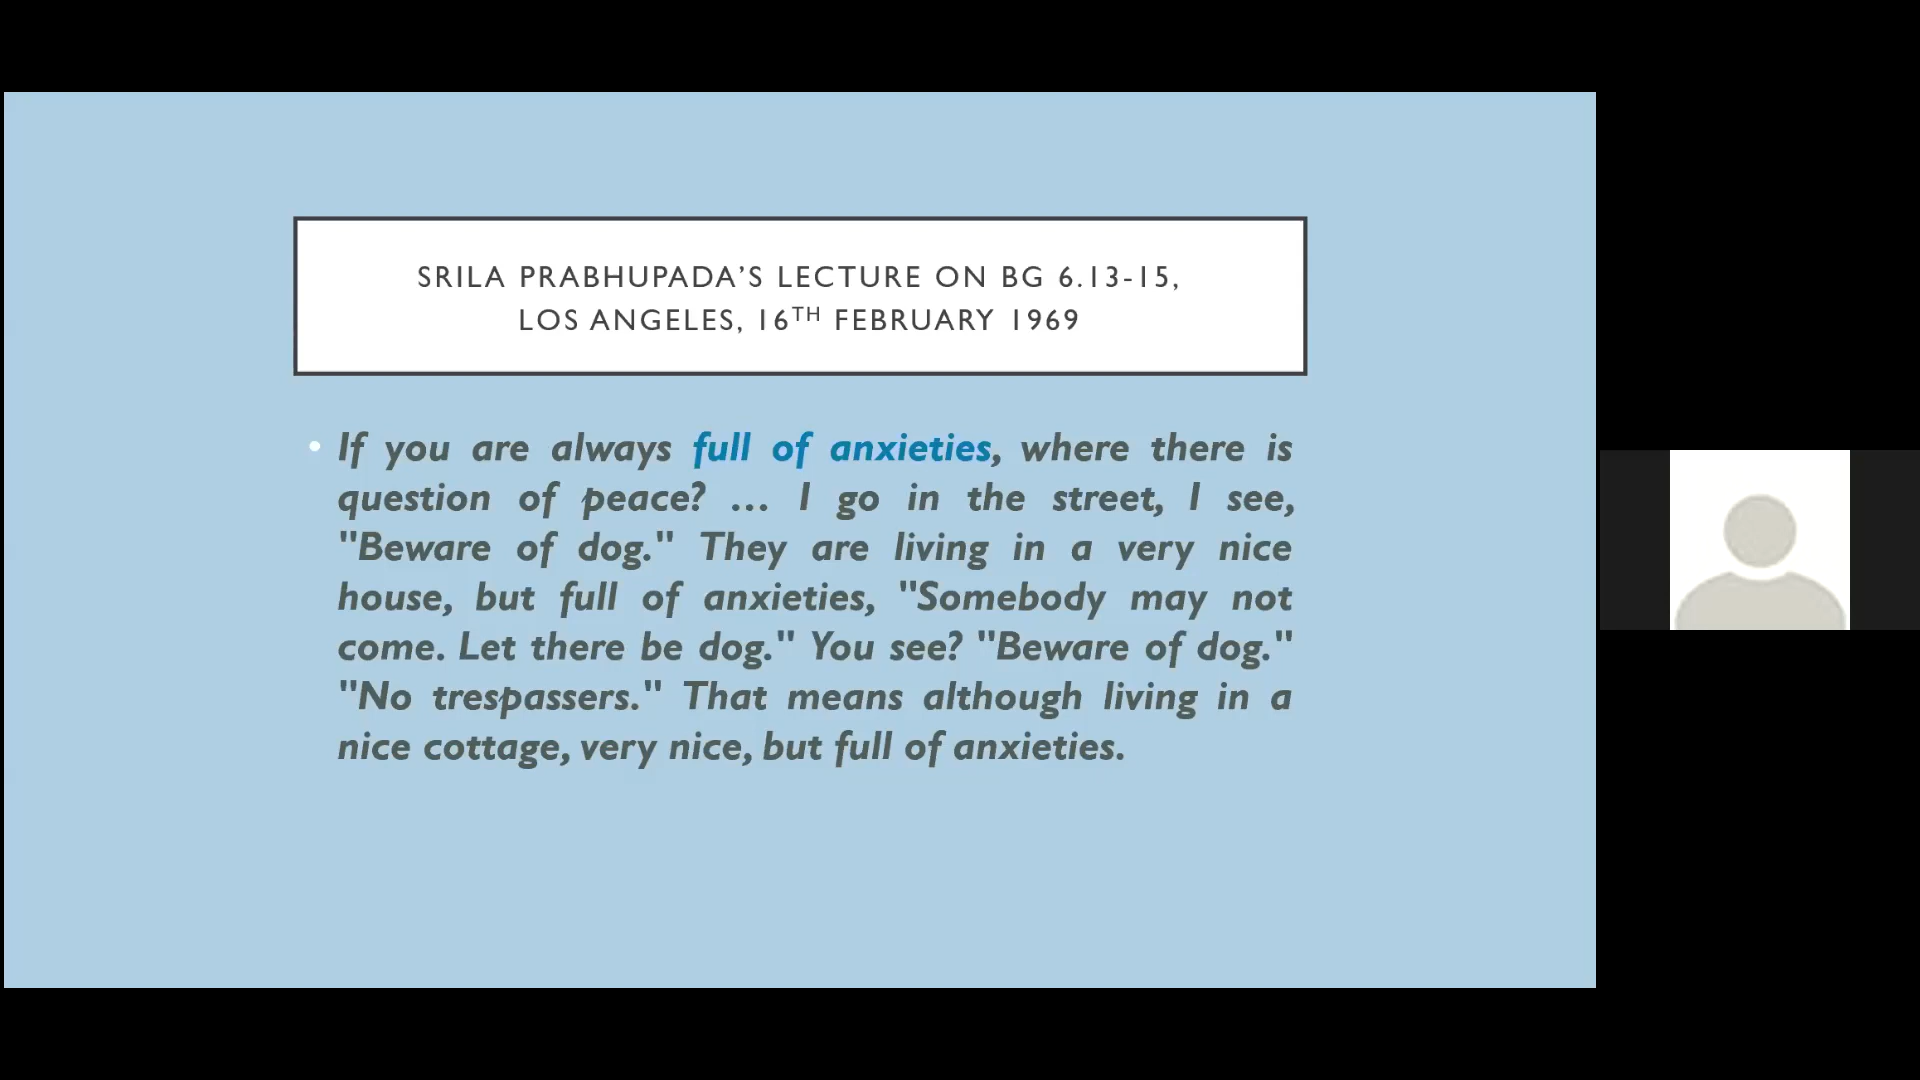 SRILA PRABHUPADA’S LECTURE ON BG 6.13-15,
LOS ANGELES, 16TH FEBRUARY 1969
• If you are always full of anxieties, where there is
question of peace? … I go in the street, I see,
"Beware of dog." They are living in a very nice
house, but full of anxieties, "Somebody may not
come. Let there be dog." You see? "Beware of dog."
"No trespassers." That means although living in a
nice cottage, very nice, but full of anxieties.